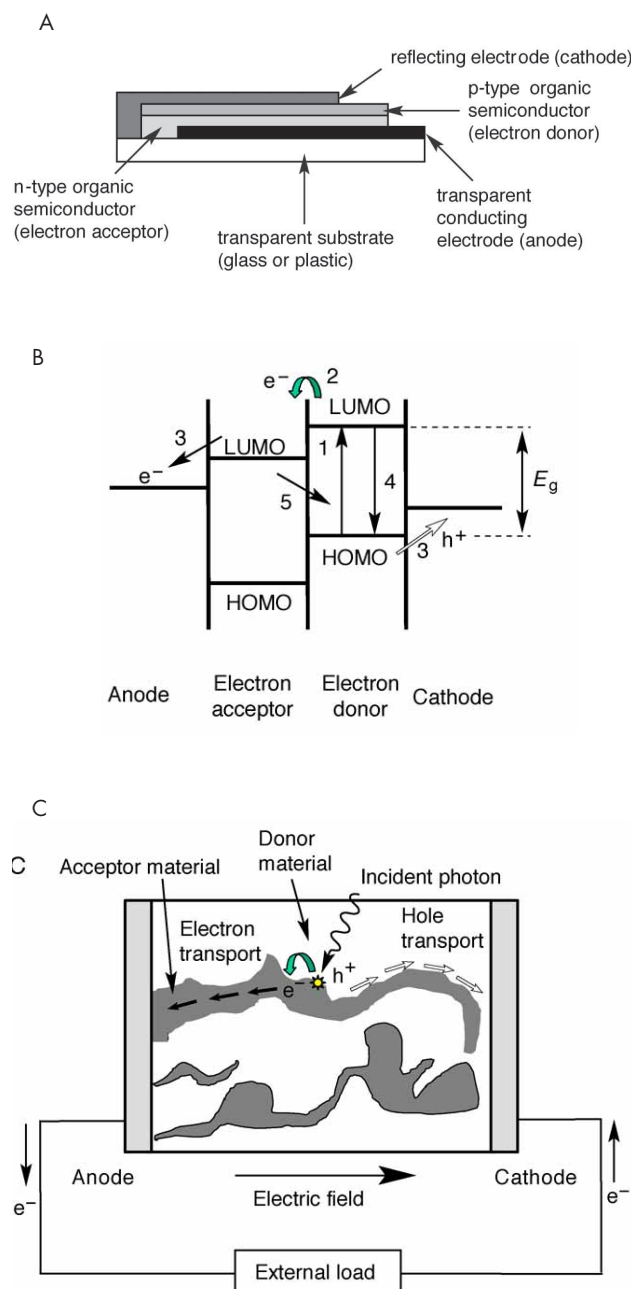 A
reflecting electrode (cathode)
p-type organic
semiconductor
(electron donor)
n-type organic
semiconductor
(electron acceptor)
transparent substrate
(glass or plastic)
transparent
conducting
electrode (anode)
B
e⁻ 2
LUMO
3 LUMO 1
e⁻ 5 4 Eg
HOMO 3 h⁺
HOMO
Anode
Electron
acceptor
Electron
donor
Cathode
C
C
Acceptor material
Donor
material
Incident photon
Electron
transport
Hole
transport
e⁻ h⁺
Anode
Cathode
Electric field
e⁻
e⁻
External load